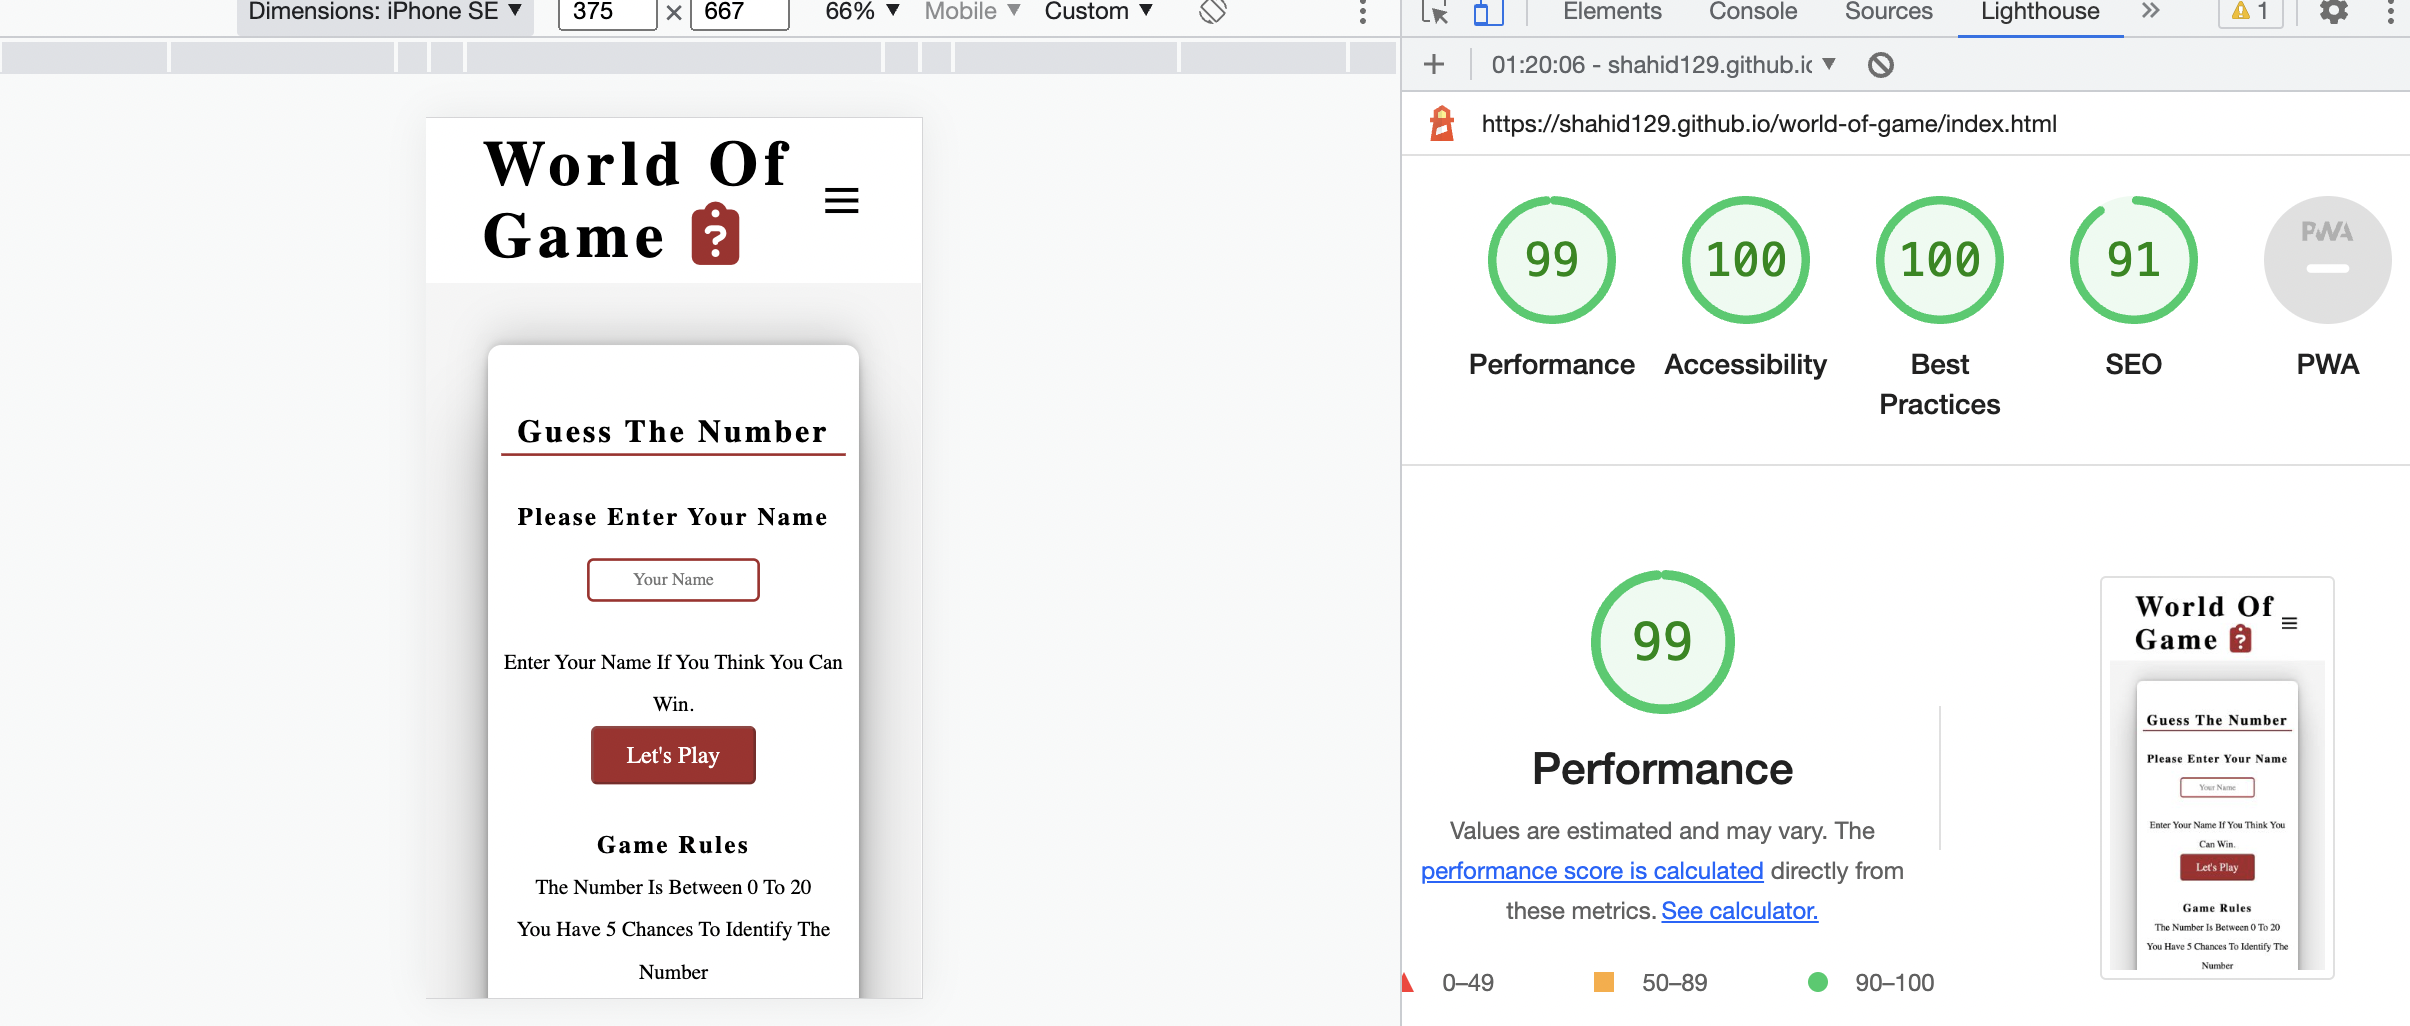 Dimensions: iPhone SE ▼ 375 × 667 66% ▼ Mobile ▼ Custom ▼
World Of
Game
Guess The Number
Please Enter Your Name
Your Name
Enter Your Name If You Think You Can
Win.
Let's Play
Game Rules
The Number Is Between 0 To 20
You Have 5 Chances To Identify The
Number
Elements Console Sources Lighthouse 1
01:20:06 - shahid129.github.io
https://shahid129.github.io/world-of-game/index.html
99 100 100 91 PWA
Performance Accessibility Best SEO PWA
Practices
99
Performance
Values are estimated and may vary. The
performance score is calculated directly from
these metrics. See calculator.
0–49 50–89 90–100
World Of
Game
Guess The Number
Please Enter Your Name
Your Name
Enter Your Name If You Think You
Can Win.
Let's Play
Game Rules
The Number Is Between 0 To 20
You Have 5 Chances To Identify The
Number